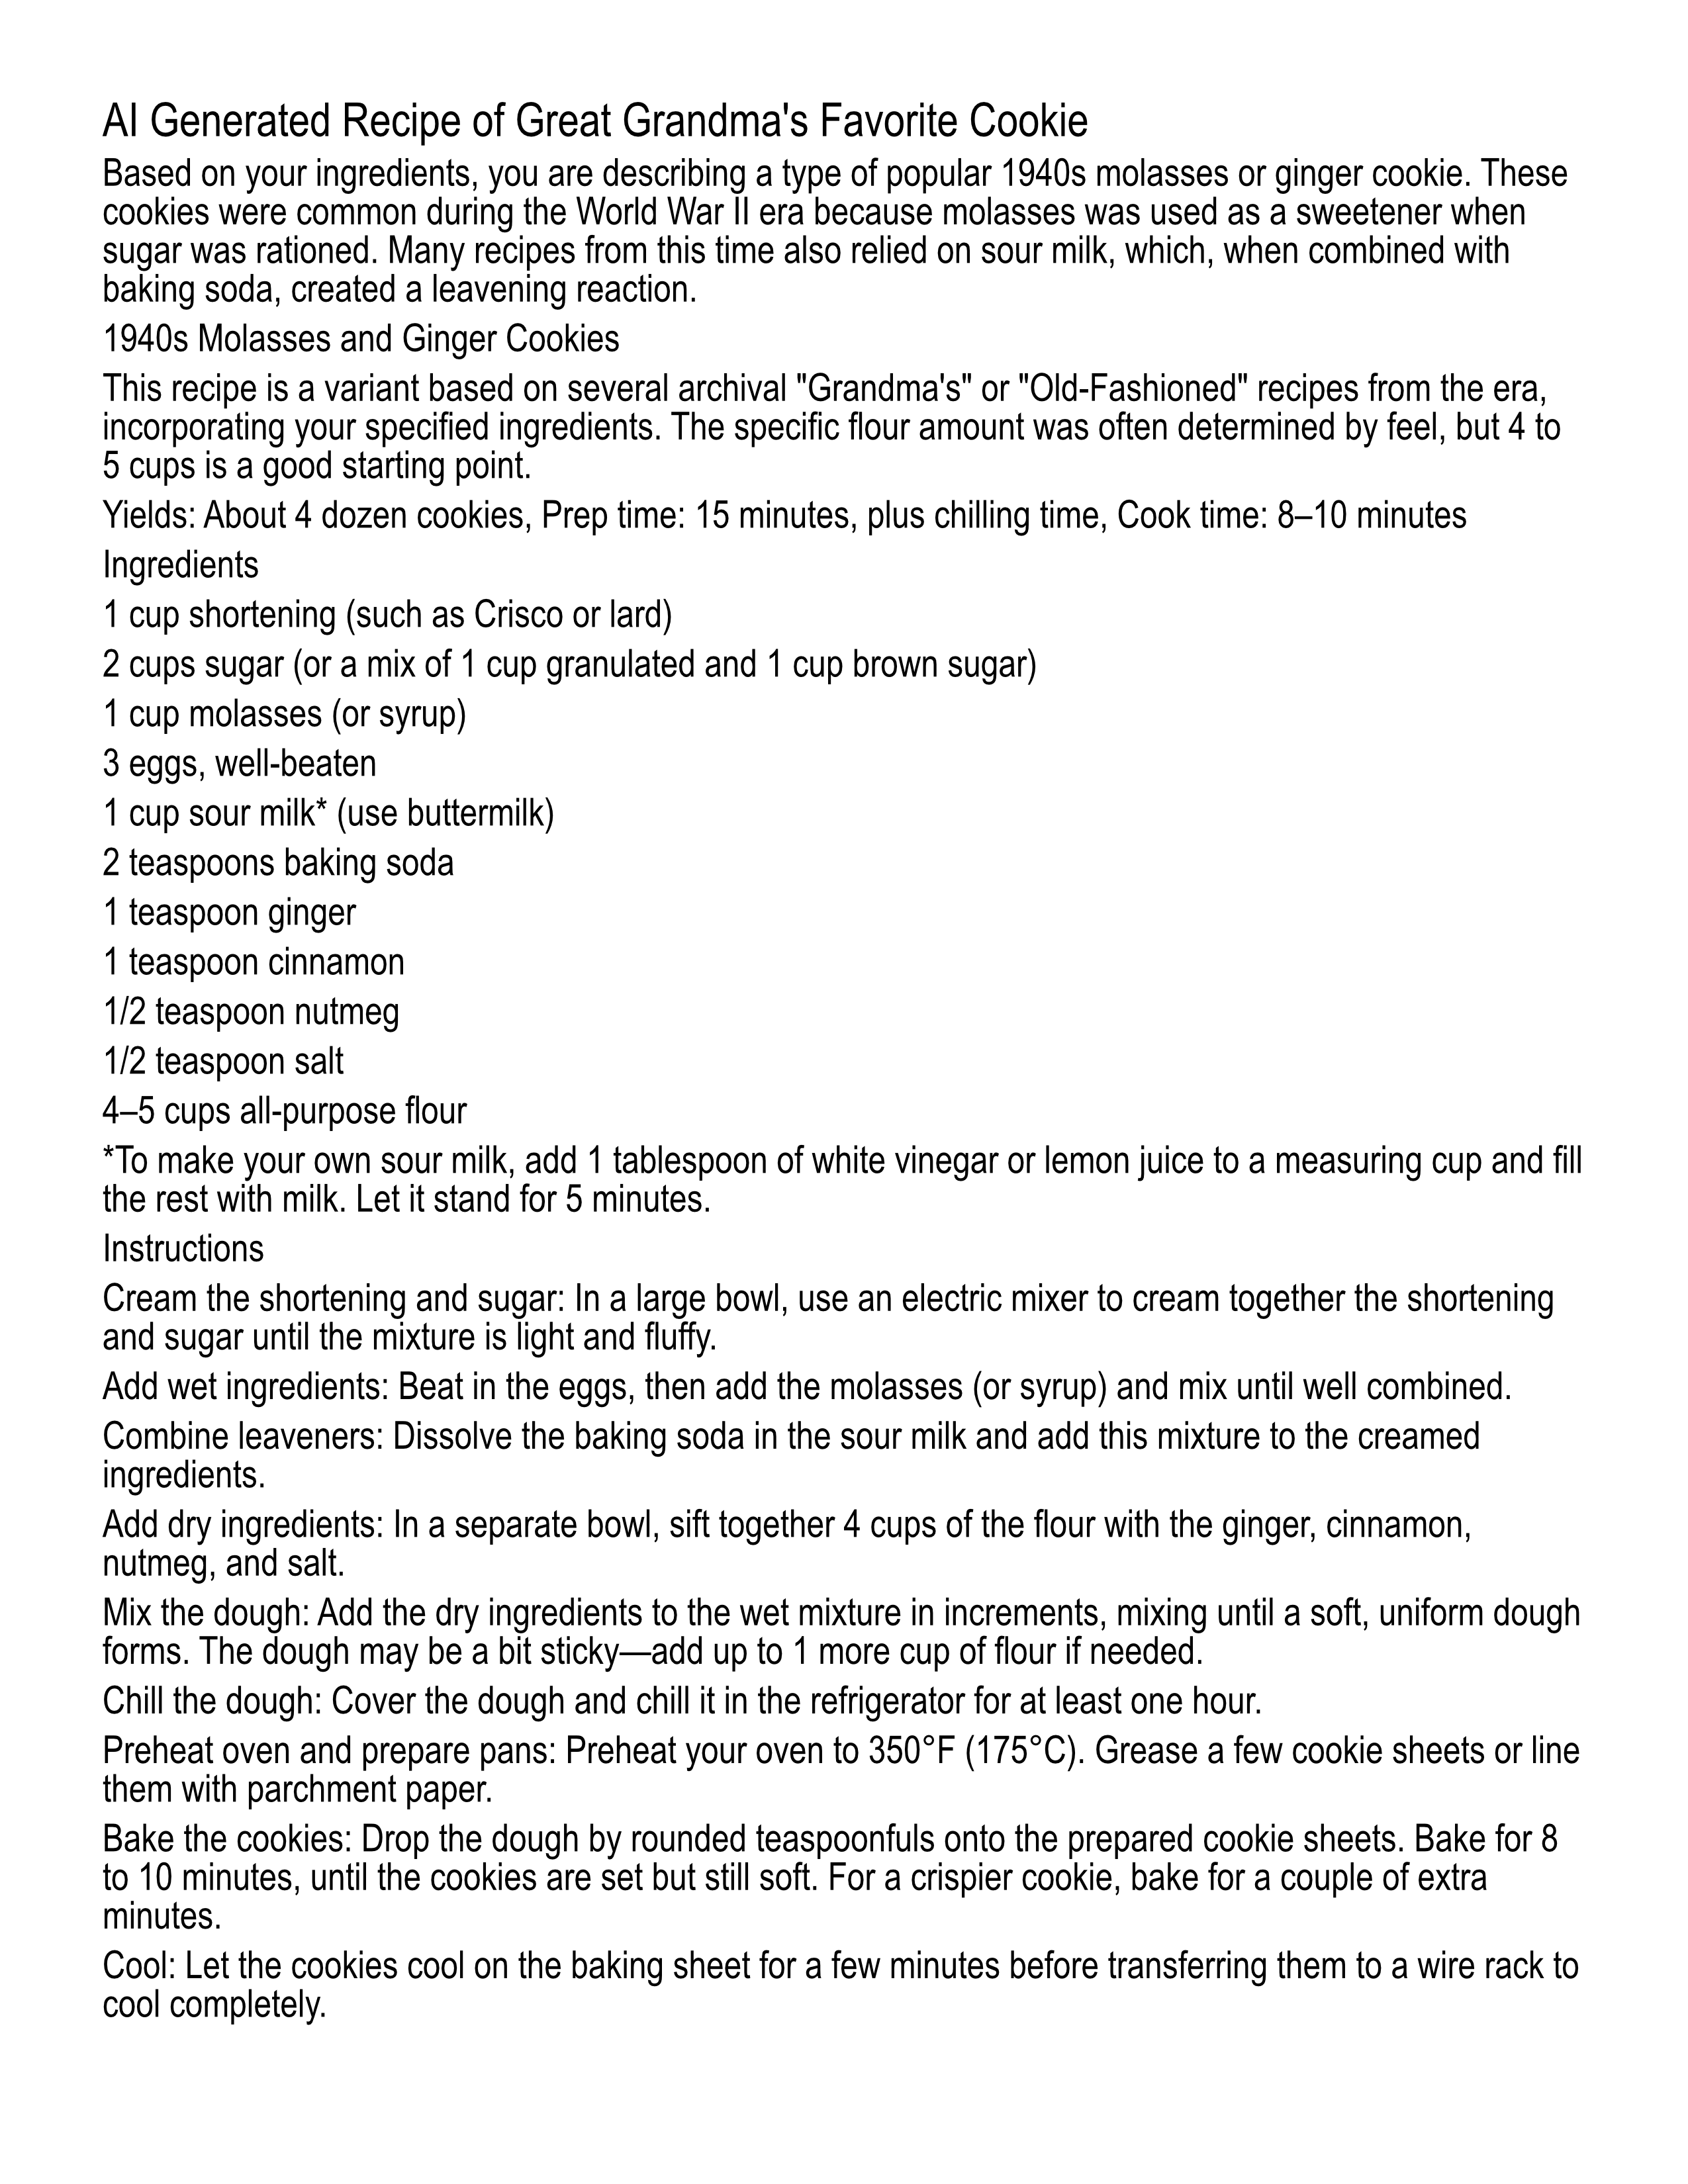 AI Generated Recipe of Great Grandma's Favorite Cookie
Based on your ingredients, you are describing a type of popular 1940s molasses or ginger cookie. These
cookies were common during the World War II era because molasses was used as a sweetener when
sugar was rationed. Many recipes from this time also relied on sour milk, which, when combined with
baking soda, created a leavening reaction.
1940s Molasses and Ginger Cookies
This recipe is a variant based on several archival "Grandma's" or "Old-Fashioned" recipes from the era,
incorporating your specified ingredients. The specific flour amount was often determined by feel, but 4 to
5 cups is a good starting point.
Yields: About 4 dozen cookies, Prep time: 15 minutes, plus chilling time, Cook time: 8–10 minutes
Ingredients
1 cup shortening (such as Crisco or lard)
2 cups sugar (or a mix of 1 cup granulated and 1 cup brown sugar)
1 cup molasses (or syrup)
3 eggs, well-beaten
1 cup sour milk* (use buttermilk)
2 teaspoons baking soda
1 teaspoon ginger
1 teaspoon cinnamon
1/2 teaspoon nutmeg
1/2 teaspoon salt
4–5 cups all-purpose flour
*To make your own sour milk, add 1 tablespoon of white vinegar or lemon juice to a measuring cup and fill
the rest with milk. Let it stand for 5 minutes.
Instructions
Cream the shortening and sugar: In a large bowl, use an electric mixer to cream together the shortening
and sugar until the mixture is light and fluffy.
Add wet ingredients: Beat in the eggs, then add the molasses (or syrup) and mix until well combined.
Combine leaveners: Dissolve the baking soda in the sour milk and add this mixture to the creamed
ingredients.
Add dry ingredients: In a separate bowl, sift together 4 cups of the flour with the ginger, cinnamon,
nutmeg, and salt.
Mix the dough: Add the dry ingredients to the wet mixture in increments, mixing until a soft, uniform dough
forms. The dough may be a bit sticky—add up to 1 more cup of flour if needed.
Chill the dough: Cover the dough and chill it in the refrigerator for at least one hour.
Preheat oven and prepare pans: Preheat your oven to 350°F (175°C). Grease a few cookie sheets or line
them with parchment paper.
Bake the cookies: Drop the dough by rounded teaspoonfuls onto the prepared cookie sheets. Bake for 8
to 10 minutes, until the cookies are set but still soft. For a crispier cookie, bake for a couple of extra
minutes.
Cool: Let the cookies cool on the baking sheet for a few minutes before transferring them to a wire rack to
cool completely.